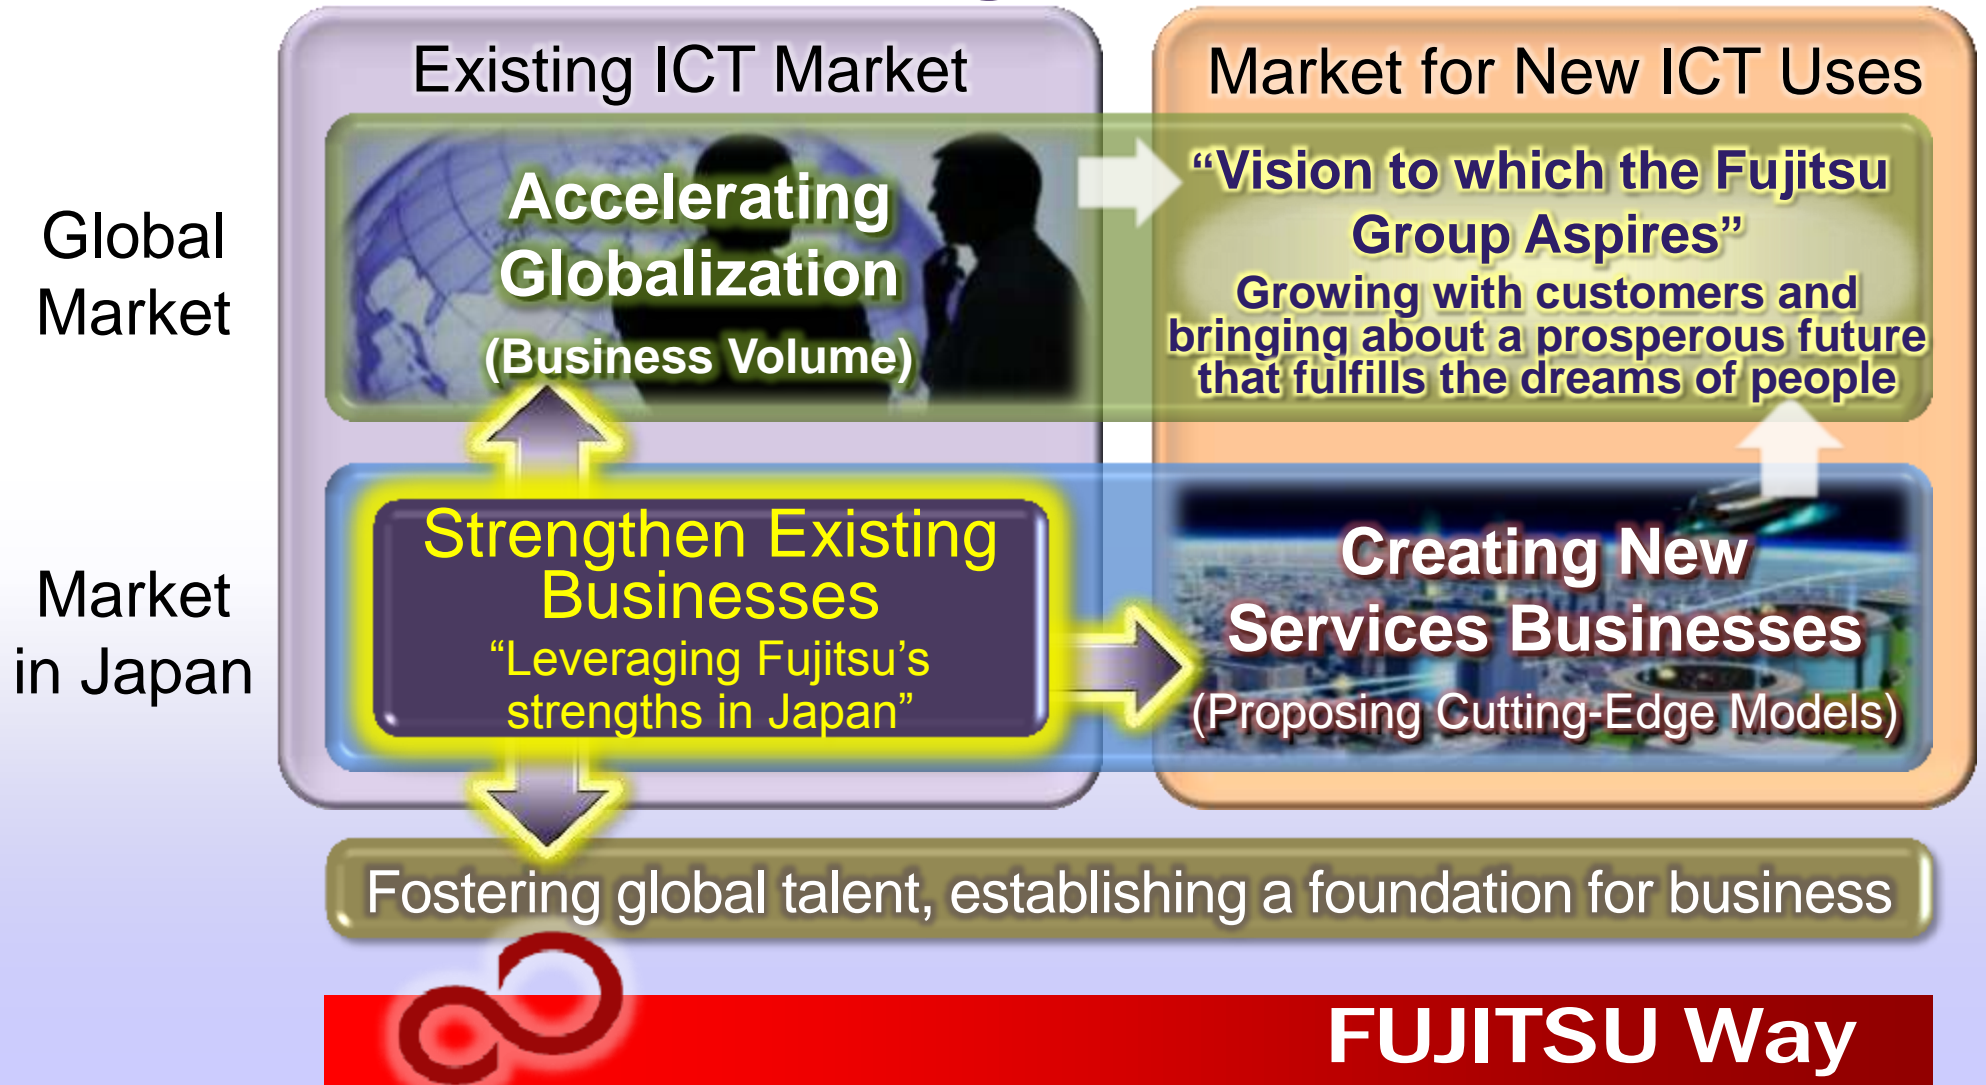 Existing ICT Market
Market for New ICT Uses
Global
Market
Accelerating
Globalization
(Business Volume)
“Vision to which the Fujitsu
Group Aspires”
Growing with customers and
bringing about a prosperous future
that fulfills the dreams of people
Market
in Japan
Strengthen Existing
Businesses
“Leveraging Fujitsu’s
strengths in Japan”
Creating New
Services Businesses
(Proposing Cutting-Edge Models)
Fostering global talent, establishing a foundation for business
FUJITSU Way